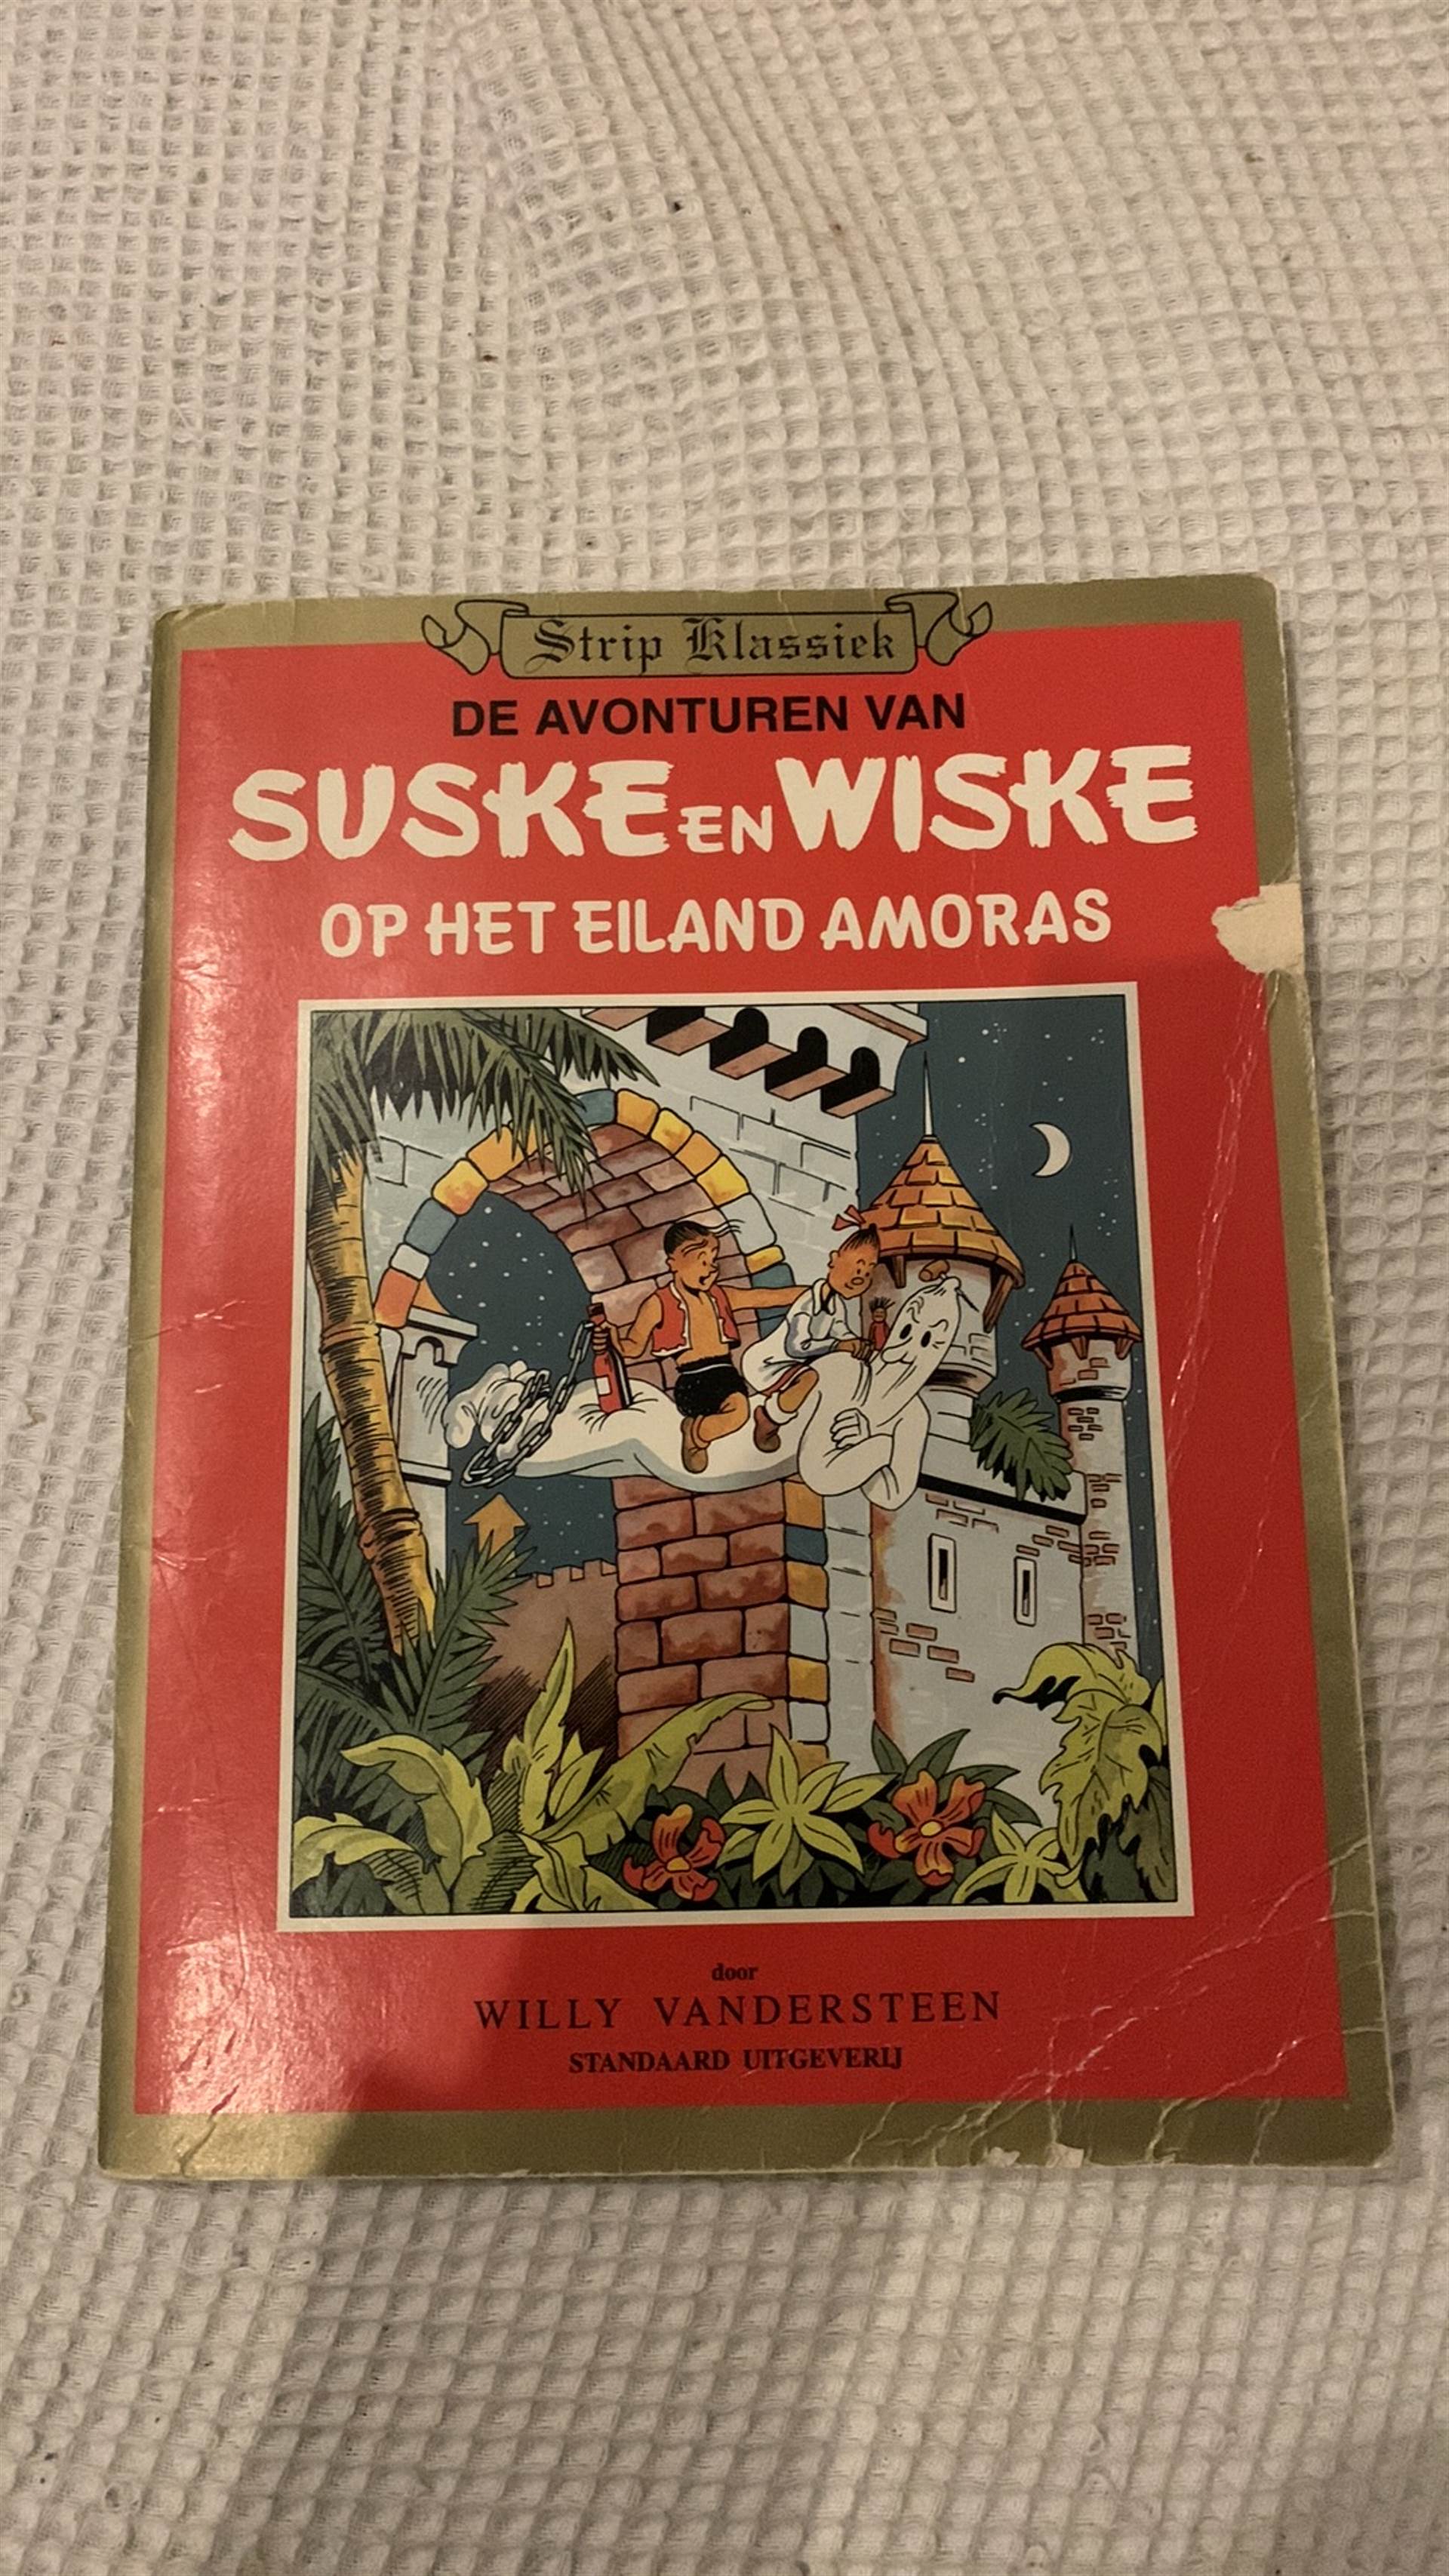 Strip Klassiek
DE AVONTUREN VAN
SUSKE EN WISKE
OP HET EILAND AMORAS
door
WILLY VANDERSTEEN
STANDAARD UITGEVERIJ